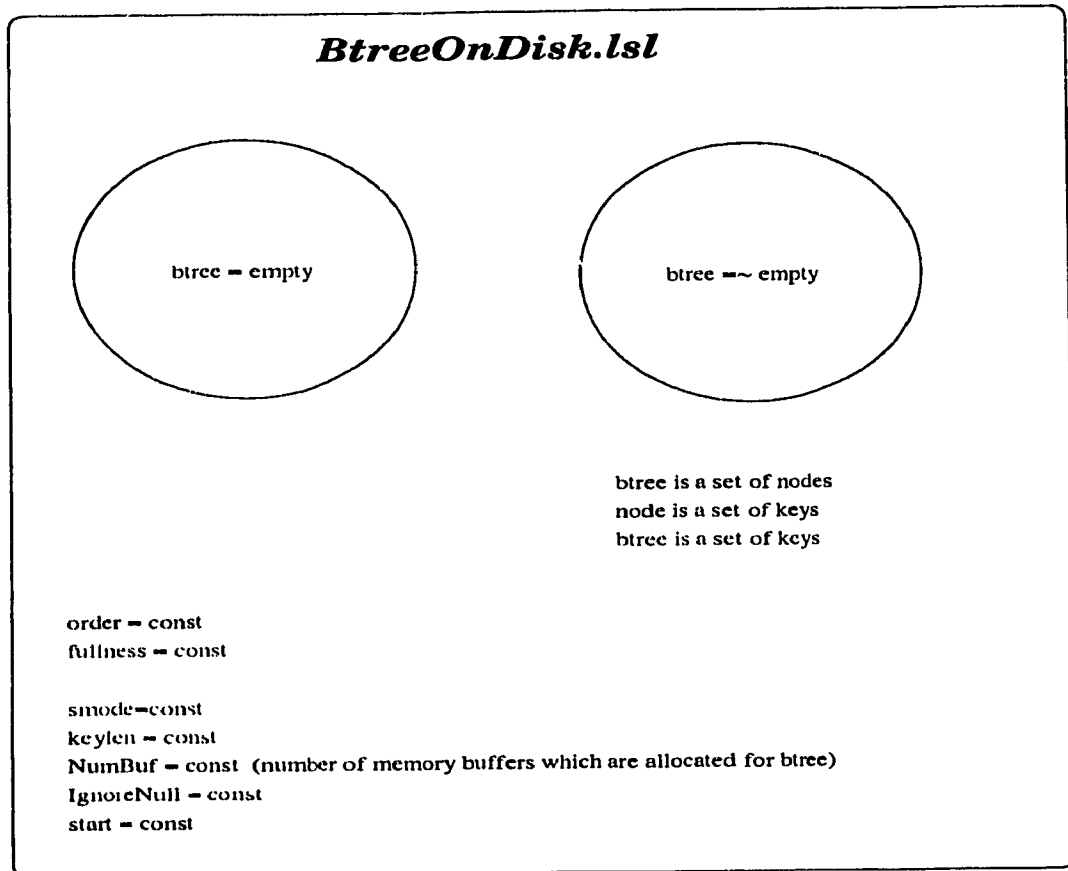 BtreeOnDisk.lsl
btree = empty
btree =~ empty
btree is a set of nodes
node is a set of keys
btree is a set of keys
order = const
fullness = const
smode=const
keylen = const
NumBuf = const (number of memory buffers which are allocated for btree)
IgnoreNull = const
start = const